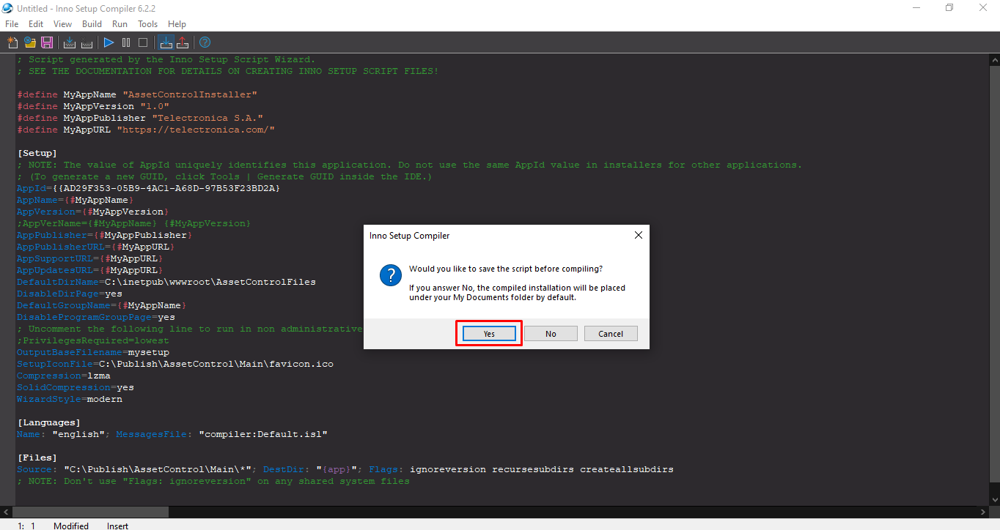 Untitled - Inno Setup Compiler 6.2.2
File Edit View Build Run Tools Help
; Script generated by the Inno Setup Script Wizard.
; SEE THE DOCUMENTATION FOR DETAILS ON CREATING INNO SETUP SCRIPT FILES!
#define MyAppName "AssetControlInstaller"
#define MyAppVersion "1.0"
#define MyAppPublisher "Telectronica S.A."
#define MyAppURL "https://telectronica.com/"
[Setup]
; NOTE: The value of AppId uniquely identifies this application. Do not use the same AppId value in installers for other applications.
; (To generate a new GUID, click Tools | Generate GUID inside the IDE.)
AppId={{AD29F353-05B9-4AC1-A68D-97B53F23BD2A}
AppName={#MyAppName}
AppVersion={#MyAppVersion}
;AppVerName={#MyAppName} {#MyAppVersion}
AppPublisher={#MyAppPublisher}
AppPublisherURL={#MyAppURL}
AppSupportURL={#MyAppURL}
AppUpdatesURL={#MyAppURL}
DefaultDirName=C:\inetpub\wwwroot\AssetControlFiles
DisableDirPage=yes
DefaultGroupName={#MyAppName}
DisableProgramGroupPage=yes
; Uncomment the following line to run in non administrative
;PrivilegesRequired=lowest
OutputBaseFilename=mysetup
SetupIconFile=C:\Publish\AssetControl\Main\favicon.ico
Compression=lzma
SolidCompression=yes
WizardStyle=modern
[Languages]
Name: "english"; MessagesFile: "compiler:Default.isl"
[Files]
Source: "C:\Publish\AssetControl\Main\*"; DestDir: "{app}"; Flags: ignoreversion recursesubdirs createallsubdirs
; NOTE: Don't use "Flags: ignoreversion" on any shared system files
Inno Setup Compiler
Would you like to save the script before compiling?
If you answer No, the compiled installation will be placed
under your My Documents folder by default.
Yes No Cancel
1: 1 Modified Insert